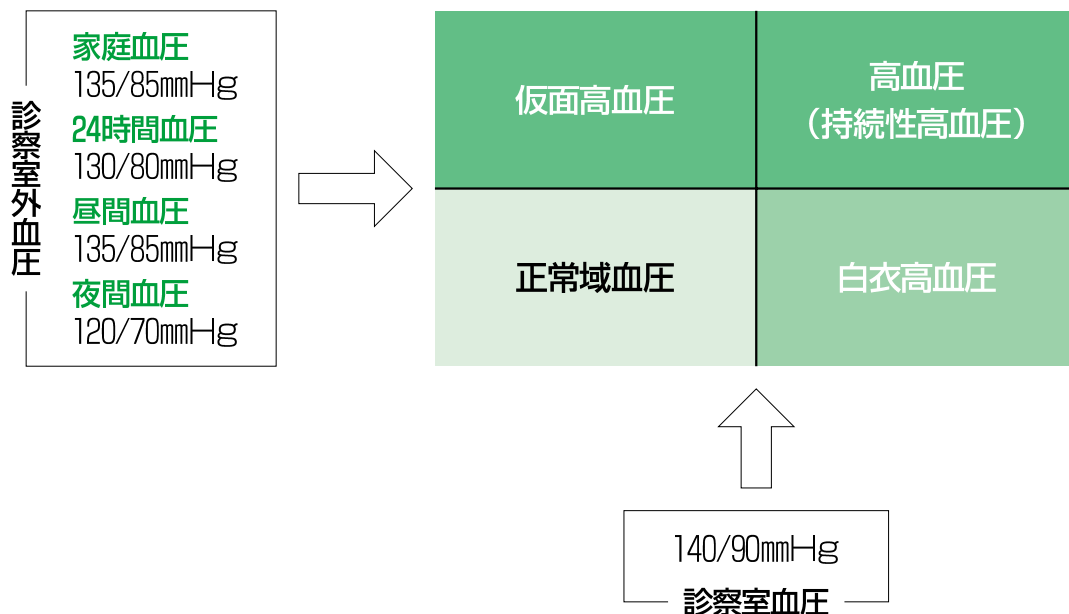 診察室外血圧
家庭血圧
135/85mmHg
24時間血圧
130/80mmHg
昼間血圧
135/85mmHg
夜間血圧
120/70mmHg
仮面高血圧
高血圧
（持続性高血圧）
正常域血圧
白衣高血圧
140/90mmHg
診察室血圧